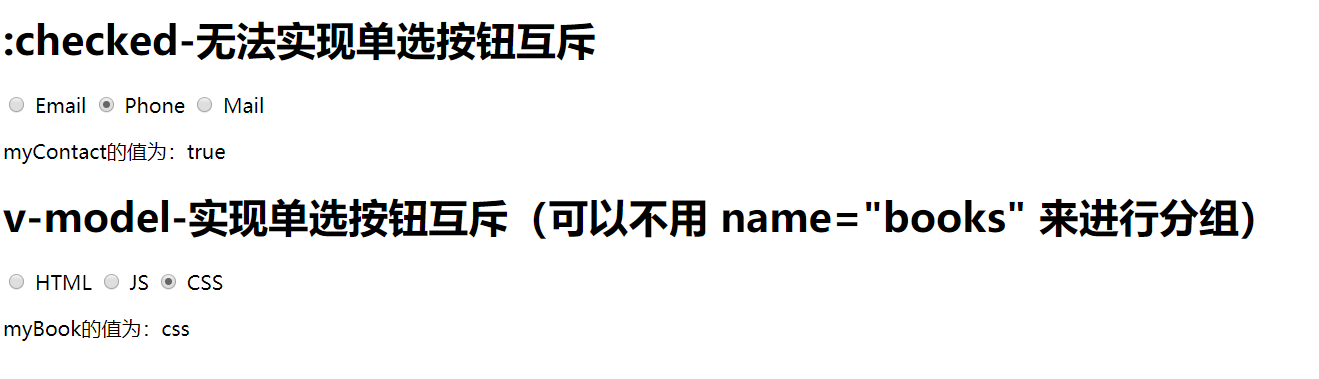 :checked-无法实现单选按钮互斥
Email Phone Mail
myContact的值为：true
v-model-实现单选按钮互斥（可以不用 name="books" 来进行分组）
HTML JS CSS
myBook的值为：css